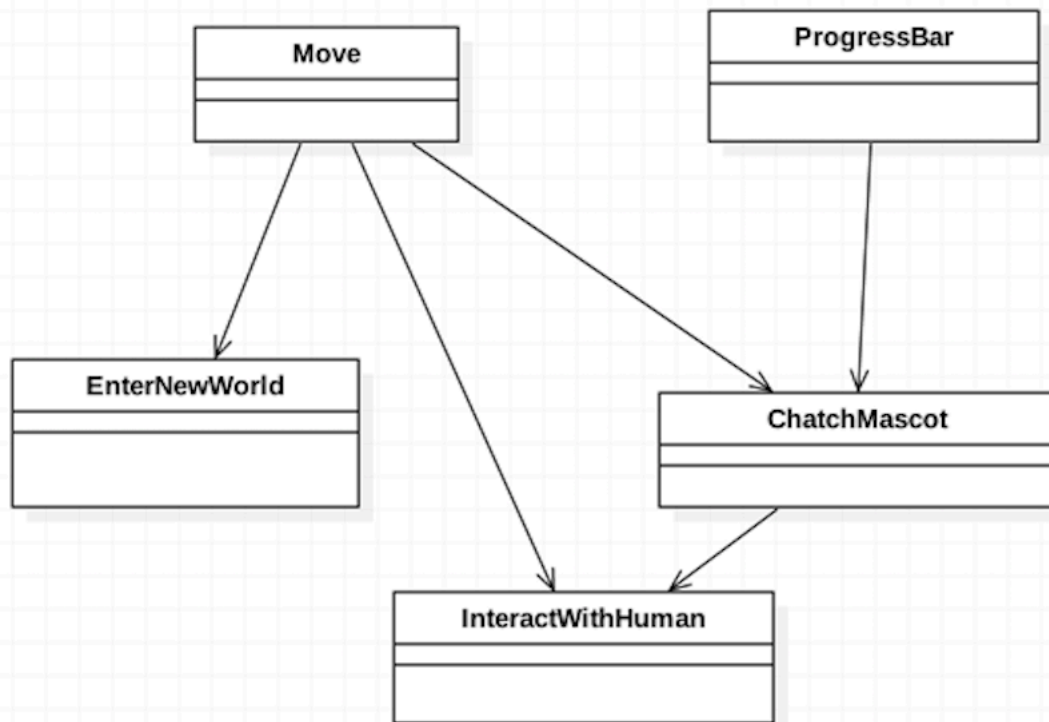 Move
ProgressBar
EnterNewWorld
ChatchMascot
InteractWithHuman